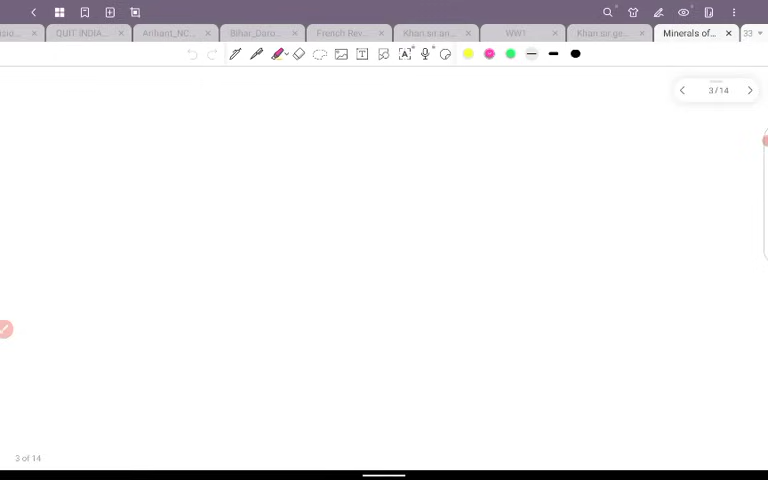 QUIT INDIA...
Arihant_NC...
Bihar_Daro...
French Rev...
Khan.sir.an...
WW1
Khan.sir.ge...
Minerals of...
33
3/14
3 of 14